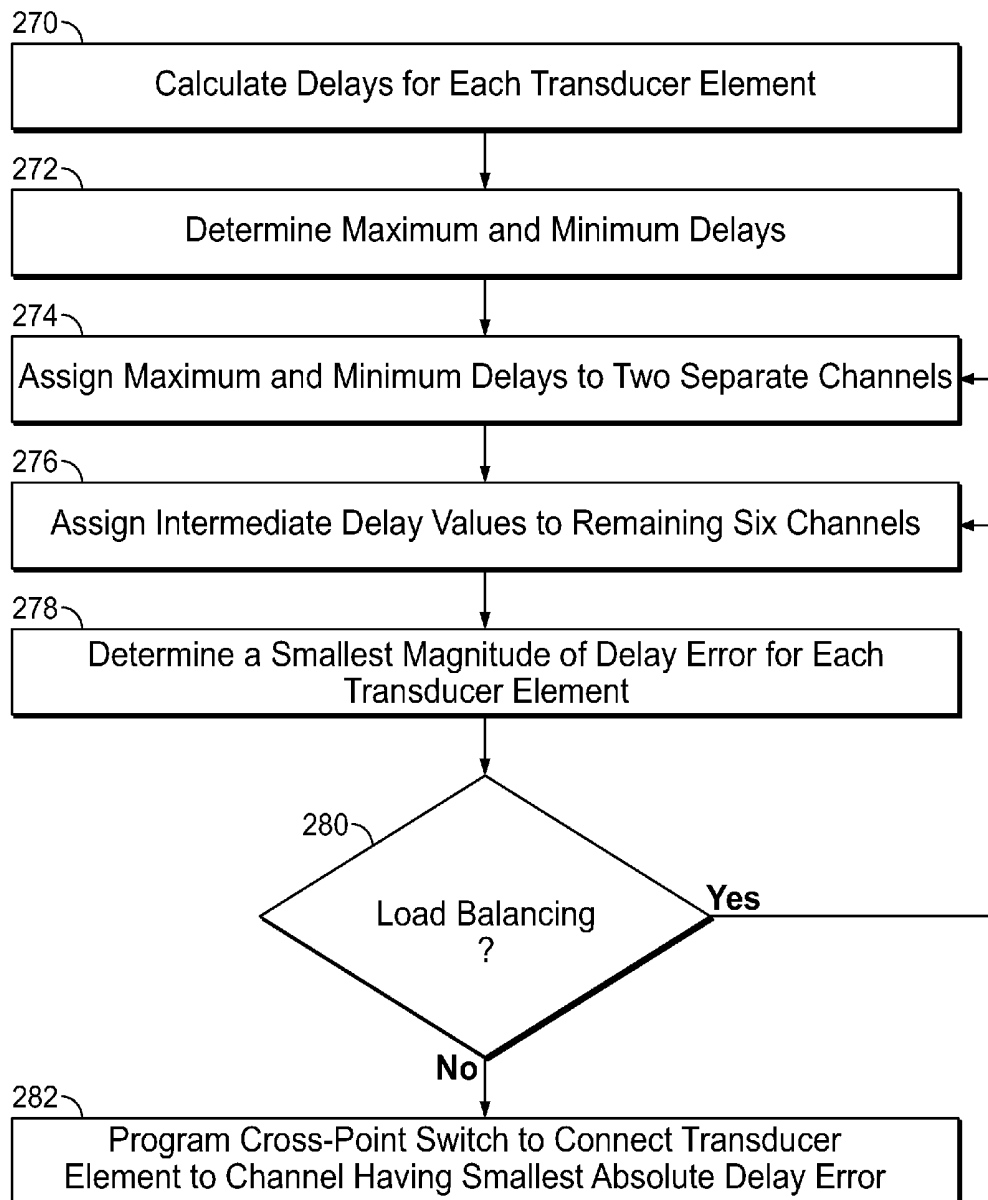 270
Calculate Delays for Each Transducer Element
272
Determine Maximum and Minimum Delays
274
Assign Maximum and Minimum Delays to Two Separate Channels
276
Assign Intermediate Delay Values to Remaining Six Channels
278
Determine a Smallest Magnitude of Delay Error for Each
Transducer Element
280
Load Balancing
?
Yes
No
282
Program Cross-Point Switch to Connect Transducer
Element to Channel Having Smallest Absolute Delay Error